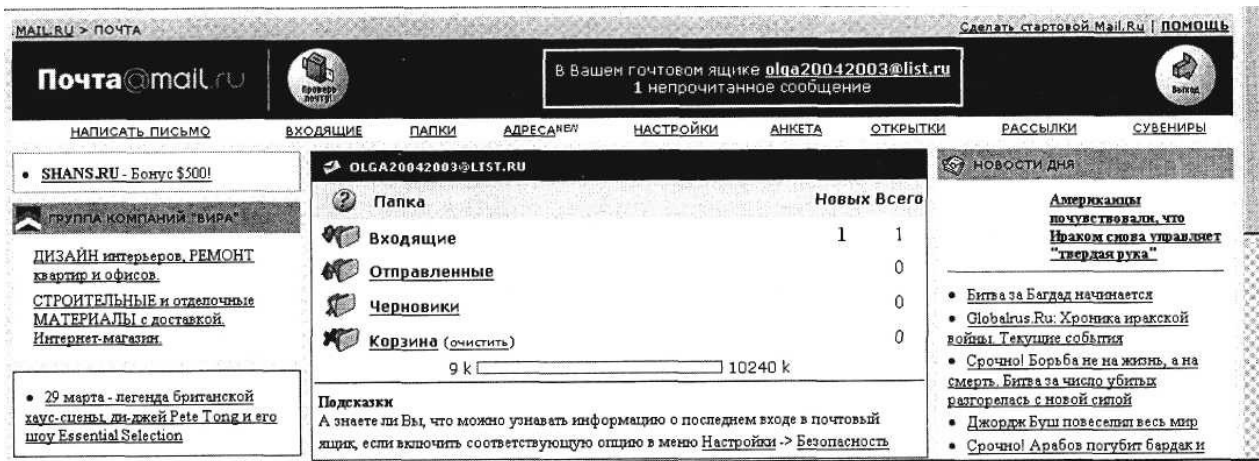 MAIL.RU > ПОЧТА
Сделать стартовой Mail.Ru | ПОМОЩЬ
Почта@mail.ru
Проверь почту!
В Вашем почтовом ящике olga20042003@list.ru
1 непрочитанное сообщение
Выход
НАПИСАТЬ ПИСЬМО ВХОДЯЩИЕ ПАПКИ АДРЕСА NEW НАСТРОЙКИ АНКЕТА ОТКРЫТКИ РАССЫЛКИ СУВЕНИРЫ
• SHANS.RU - Бонус $500!
ГРУППА КОМПАНИЙ "ВИРА"
ДИЗАЙН интерьеров, РЕМОНТ
квартир и офисов.
СТРОИТЕЛЬНЫЕ и отделочные
МАТЕРИАЛЫ с доставкой.
Интернет-магазин.
• 29 марта - легенда британской
хаус-сцены, ди-джей Pete Tong и его
шоу Essential Selection
OLGA20042003@LIST.RU
Папка Новых Всего
Входящие 1 1
Отправленные 0
Черновики 0
Корзина (очистить) 0
9 k 10240 k
Подсказки
А знаете ли Вы, что можно узнавать информацию о последнем входе в почтовый
ящик, если включить соответствующую опцию в меню Настройки -> Безопасность
НОВОСТИ ДНЯ
Американцы
почувствовали, что
Ираком снова управляет
"твердая рука"
• Битва за Багдад начинается
• Globalrus.Ru: Хроника иракской
войны. Текущие события
• Срочно! Борьба не на жизнь, а на
смерть. Битва за число убитых
разгорелась с новой силой
• Джордж Буш повеселил весь мир
• Срочно! Арабов погубит бардак и